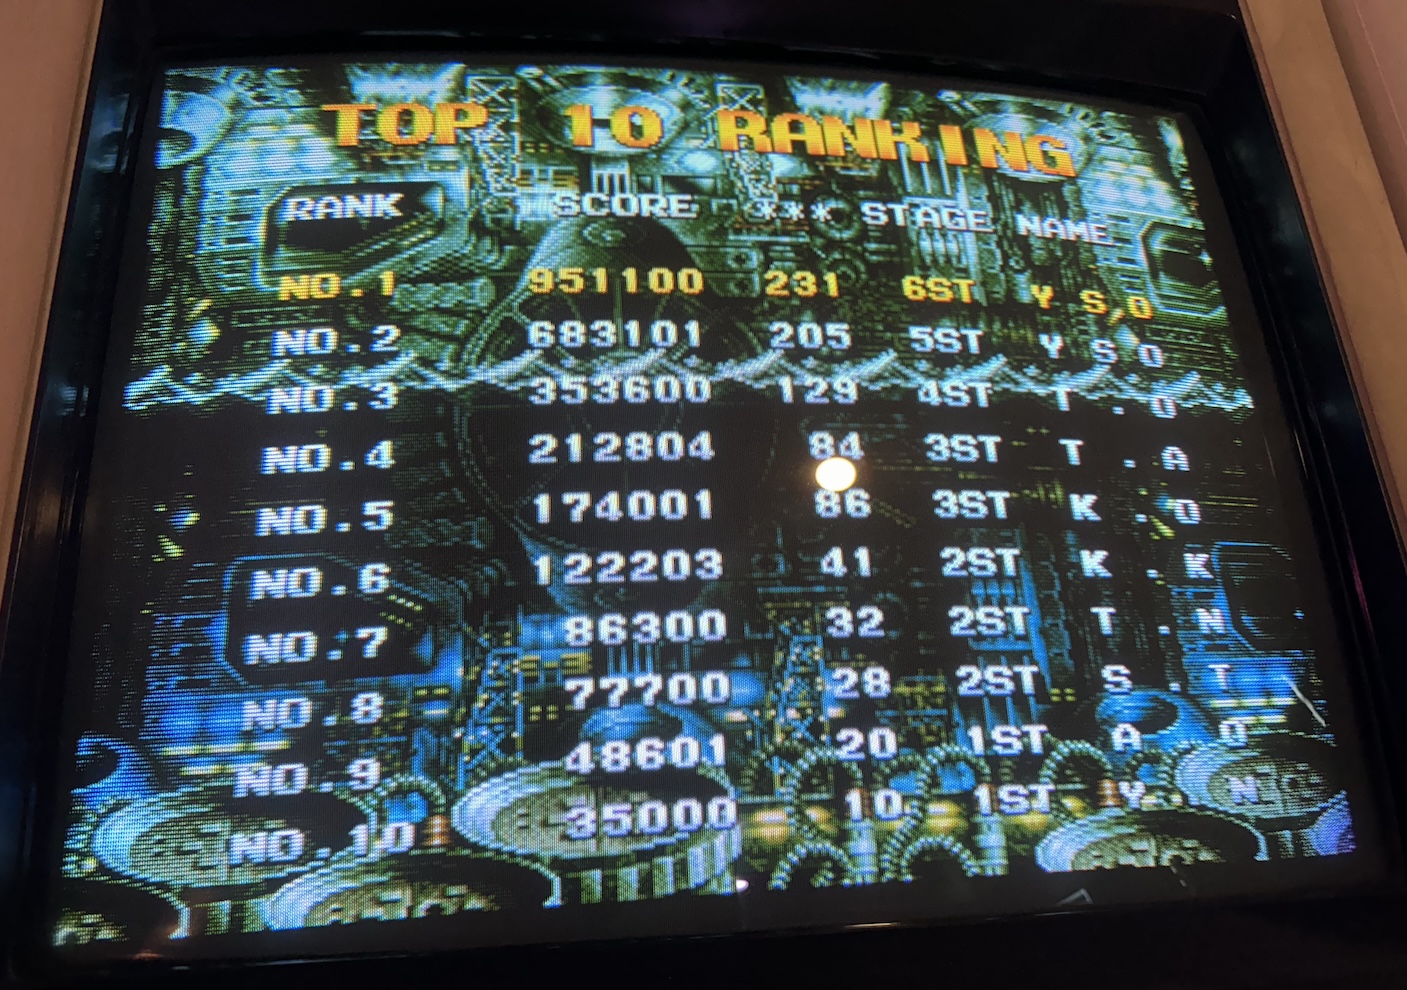 TOP 10 RANKING
RANK SCORE *** STAGE NAME
NO.1 951100 231 6ST Y S,O
NO.2 683101 205 5ST Y S O
NO.3 353600 129 4ST T . O
NO.4 212804 84 3ST T . A
NO.5 174001 86 3ST K . O
NO.6 122203 41 2ST K . K
NO.7 86300 32 2ST T . N
NO.8 77700 28 2ST S . T
NO.9 48601 20 1ST A O
NO.10 35000 10 1ST Y. N